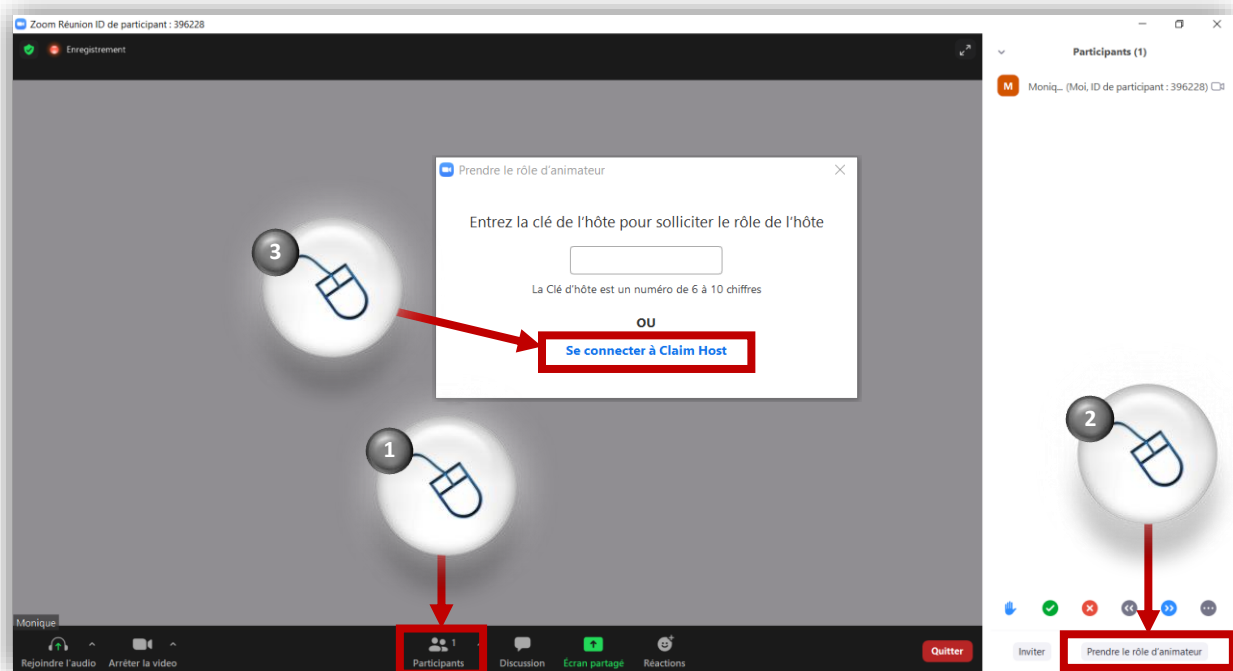 Zoom Réunion ID de participant : 396228
Enregistrement
Participants (1)
M
Moniq... (Moi, ID de participant : 396228)
Prendre le rôle d'animateur
Entrez la clé de l'hôte pour solliciter le rôle de l'hôte
3
La Clé d'hôte est un numéro de 6 à 10 chiffres
OU
Se connecter à Claim Host
2
1
Monique
1
Rejoindre l'audio
Arrêter la video
Participants
Discussion
Écran partagé
Réactions
Quitter
Inviter
Prendre le rôle d'animateur